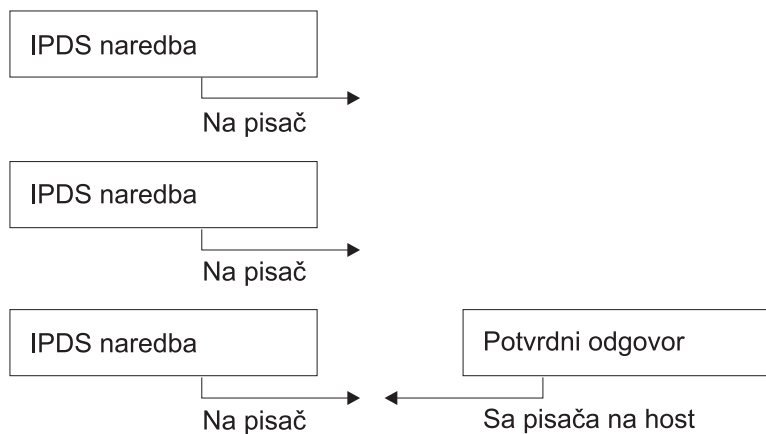 IPDS naredba
Na pisač
IPDS naredba
Na pisač
IPDS naredba
Potvrdni odgovor
Na pisač
Sa pisača na host